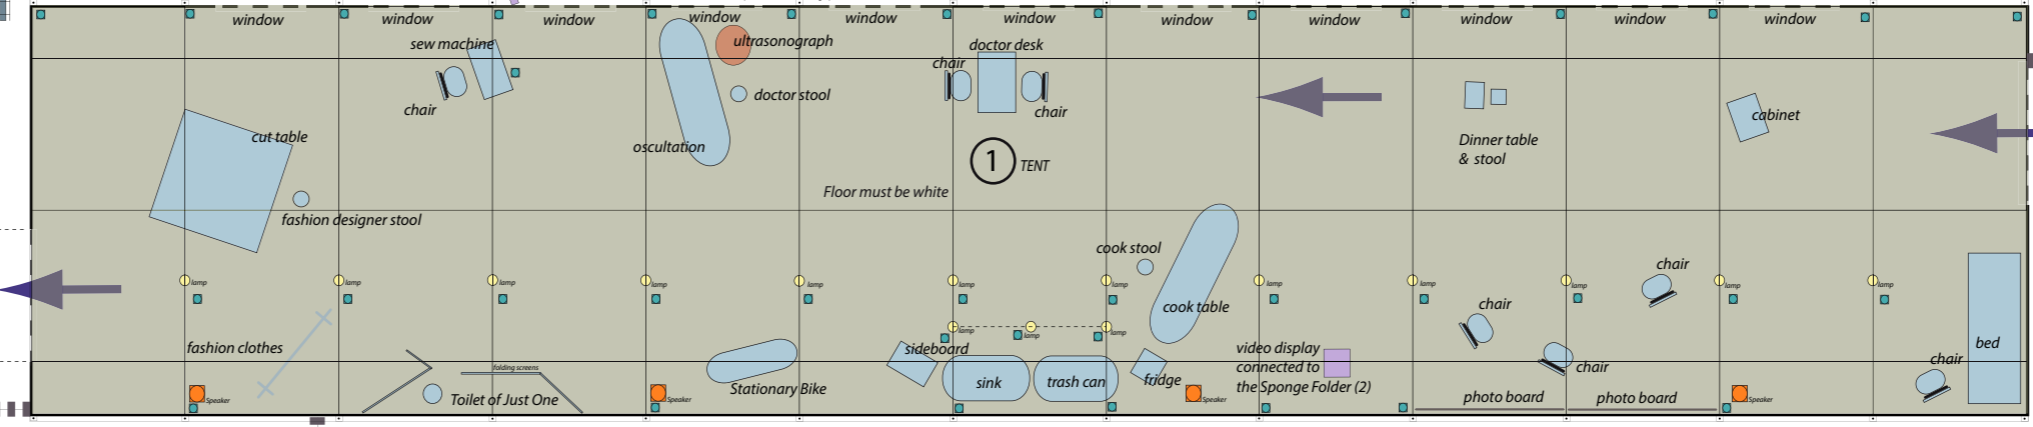 window
window
window
window
window
window
window
window
window
window
window
sew machine
ultrasonograph
doctor desk
chair
chair
doctor stool
chair
cabinet
cut table
oscultation
1
TENT
Dinner table
& stool
Floor must be white
fashion designer stool
cook stool
chair
lamp
lamp
lamp
lamp
lamp
lamp
lamp
lamp
lamp
lamp
lamp
lamp
chair
cook table
lamp
lamp
lamp
fashion clothes
sideboard
video display
connected to
the Sponge Folder (2)
bed
chair
chair
folding screens
Stationary Bike
sink
trash can
fridge
Toilet of Just One
photo board
photo board
Speaker
Speaker
Speaker
Speaker